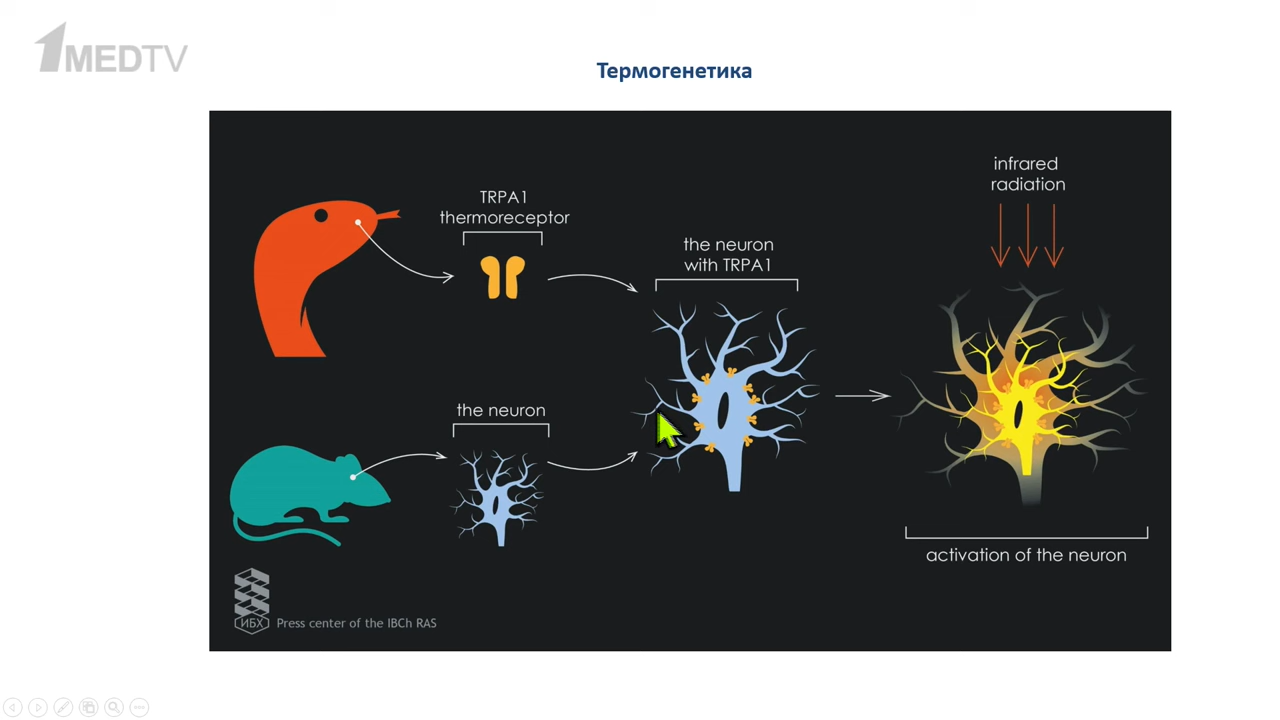 1MEDTV
Термогенетика
infrared
radiation
TRPA1
thermoreceptor
the neuron
with TRPA1
the neuron
activation of the neuron
ИБХ
Press center of the IBCh RAS